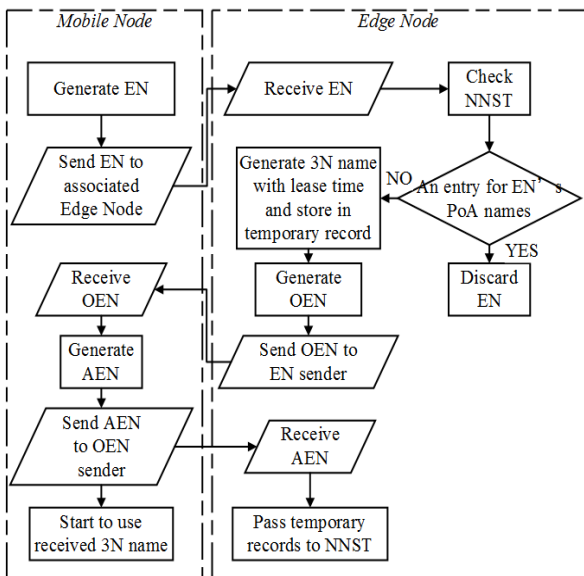 Mobile Node
Edge Node
Generate EN
Receive EN
Check
NNST
Send EN to
associated
Edge Node
Generate 3N name
with lease time
and store in
temporary record
NO
An entry for EN's
PoA names
YES
Receive
OEN
Generate
OEN
Discard
EN
Generate
AEN
Send OEN to
EN sender
Send AEN
to OEN
sender
Receive
AEN
Start to use
received 3N name
Pass temporary
records to NNST